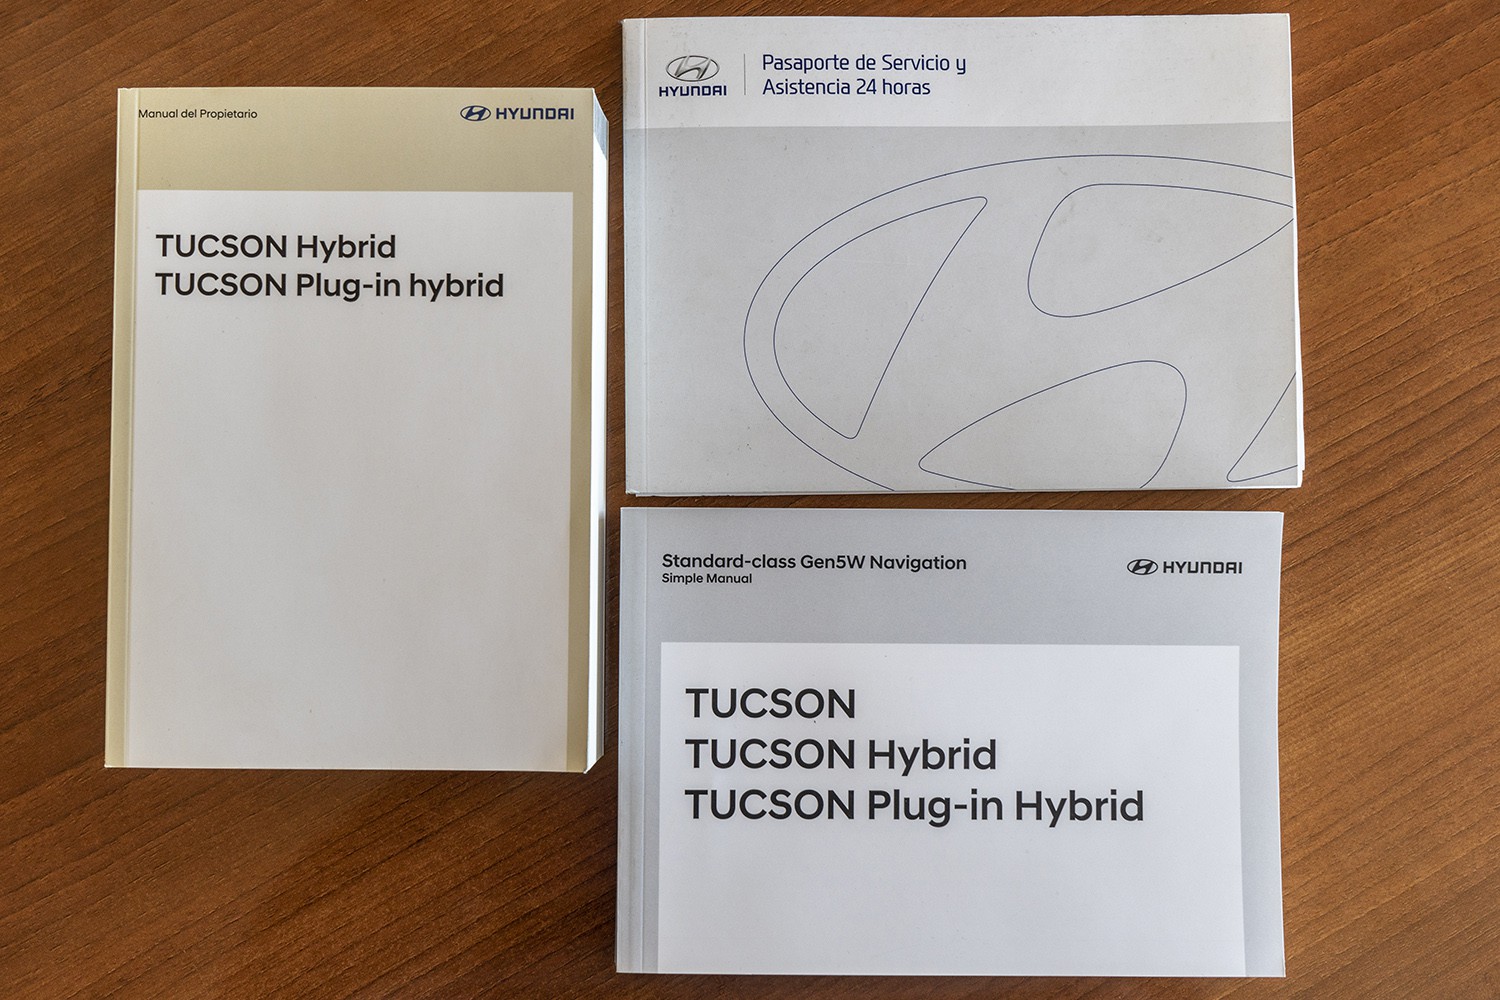 Manual del Propietario
HYUNDAI
TUCSON Hybrid
TUCSON Plug-in hybrid
HYUNDAI
Pasaporte de Servicio y
Asistencia 24 horas
Standard-class Gen5W Navigation
Simple Manual
HYUNDAI
TUCSON
TUCSON Hybrid
TUCSON Plug-in Hybrid